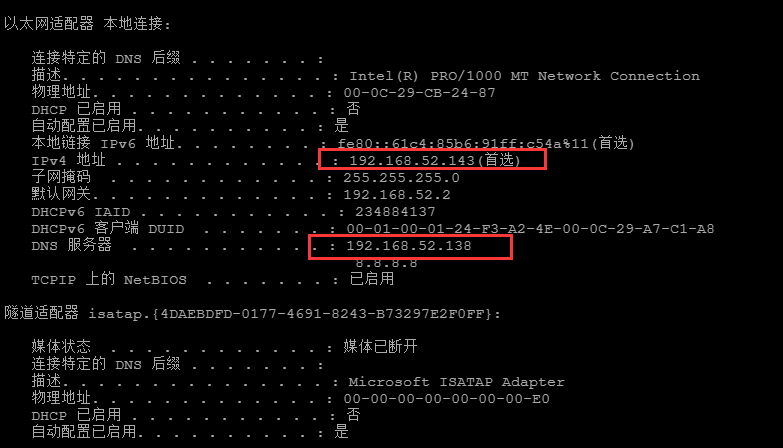 以太网适配器 本地连接:
连接特定的 DNS 后缀 . . . . . . . :
描述. . . . . . . . . . . . . . . : Intel(R) PRO/1000 MT Network Connection
物理地址. . . . . . . . . . . . . : 00-0C-29-CB-24-87
DHCP 已启用 . . . . . . . . . . . : 否
自动配置已启用. . . . . . . . . . : 是
本地链接 IPv6 地址. . . . . . . . : fe80::61c4:85b6:91ff:c54a%11(首选)
IPv4 地址 . . . . . . . . . . . . : 192.168.52.143(首选)
子网掩码 . . . . . . . . . . . . : 255.255.255.0
默认网关. . . . . . . . . . . . . : 192.168.52.2
DHCPv6 IAID . . . . . . . . . . . : 234884137
DHCPv6 客户端 DUID . . . . . . . : 00-01-00-01-24-F3-A2-4E-00-0C-29-A7-C1-A8
DNS 服务器 . . . . . . . . . . . : 192.168.52.138
8.8.8.8
TCPIP 上的 NetBIOS . . . . . . . : 已启用
隧道适配器 isatap.{4DAEBDFD-0177-4691-8243-B73297E2F0FF}:
媒体状态 . . . . . . . . . . . . : 媒体已断开
连接特定的 DNS 后缀 . . . . . . . :
描述. . . . . . . . . . . . . . . : Microsoft ISATAP Adapter
物理地址. . . . . . . . . . . . . : 00-00-00-00-00-00-00-E0
DHCP 已启用 . . . . . . . . . . . : 否
自动配置已启用. . . . . . . . . . : 是